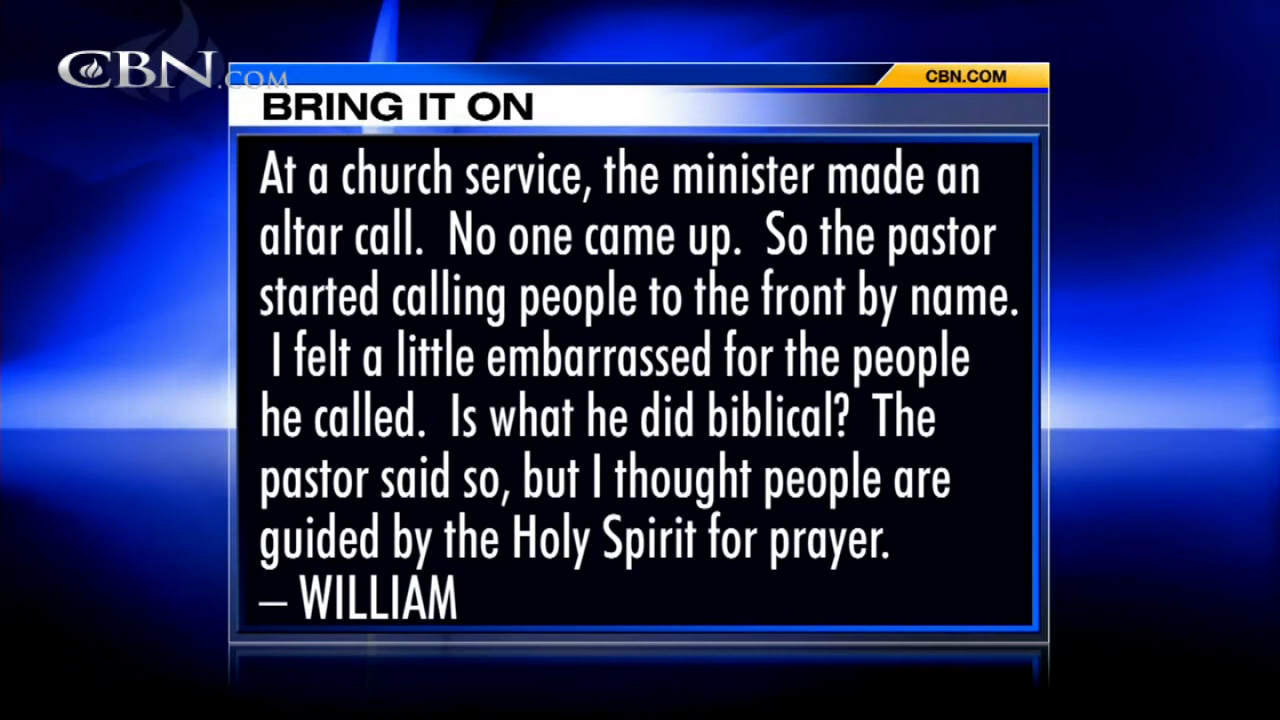 CBN.COM
CBN.COM
BRING IT ON
At a church service, the minister made an
altar call.  No one came up.  So the pastor
started calling people to the front by name.
I felt a little embarrassed for the people
he called.  Is what he did biblical?  The
pastor said so, but I thought people are
guided by the Holy Spirit for prayer.
– WILLIAM